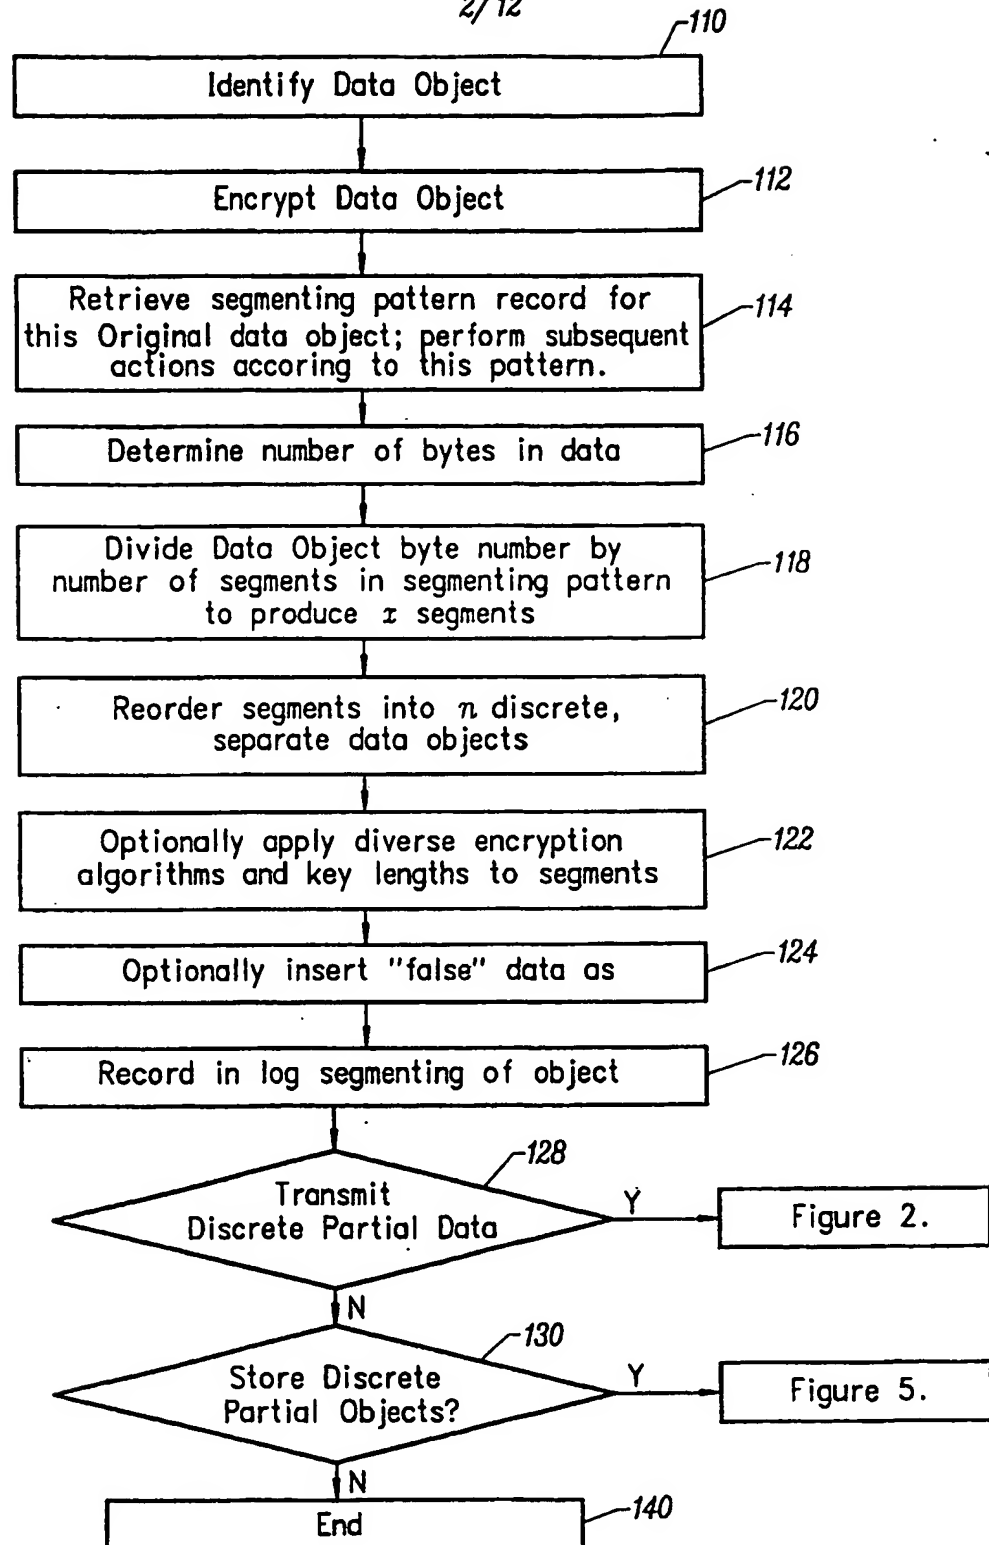 2/12
110
Identify Data Object
112
Encrypt Data Object
114
Retrieve segmenting pattern record for
this Original data object; perform subsequent
actions accoring to this pattern.
116
Determine number of bytes in data
118
Divide Data Object byte number by
number of segments in segmenting pattern
to produce x segments
120
Reorder segments into n discrete,
separate data objects
122
Optionally apply diverse encryption
algorithms and key lengths to segments
124
Optionally insert "false" data as
126
Record in log segmenting of object
128
Transmit
Discrete Partial Data
Y
Figure 2.
N
130
Store Discrete
Partial Objects?
Y
Figure 5.
N
140
End